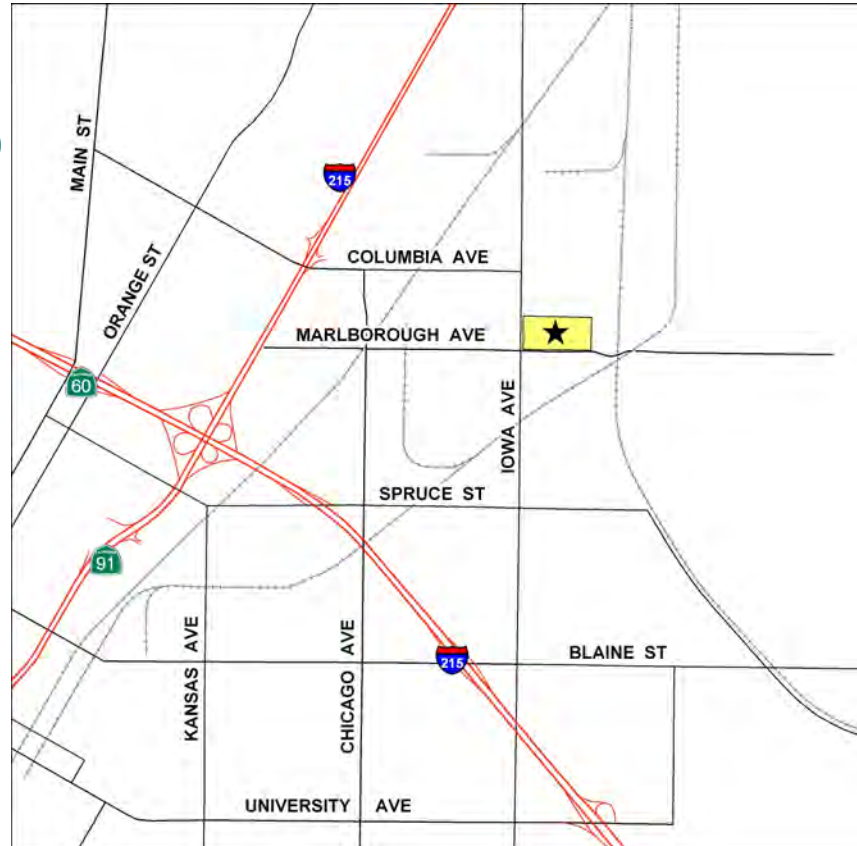 MAIN ST
215
ORANGE ST
COLUMBIA AVE
MARLBOROUGH AVE
60
IOWA AVE
SPRUCE ST
91
KANSAS AVE
CHICAGO AVE
215
BLAINE ST
UNIVERSITY AVE